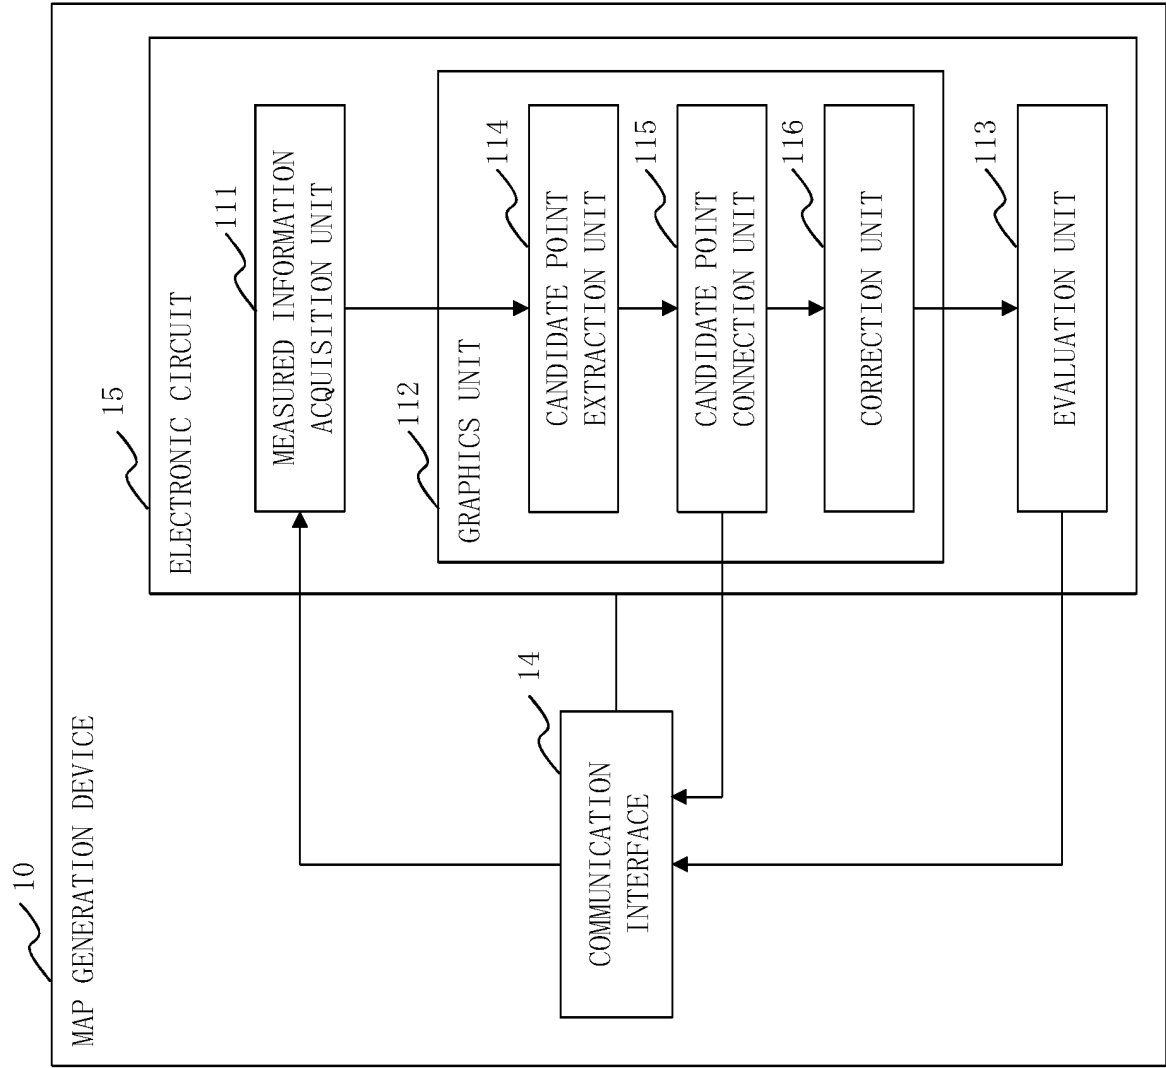 10
MAP GENERATION DEVICE
15
ELECTRONIC CIRCUIT
111
MEASURED INFORMATION
ACQUISITION UNIT
112
GRAPHICS UNIT
114
CANDIDATE POINT
EXTRACTION UNIT
115
CANDIDATE POINT
CONNECTION UNIT
116
CORRECTION UNIT
113
EVALUATION UNIT
14
COMMUNICATION
INTERFACE